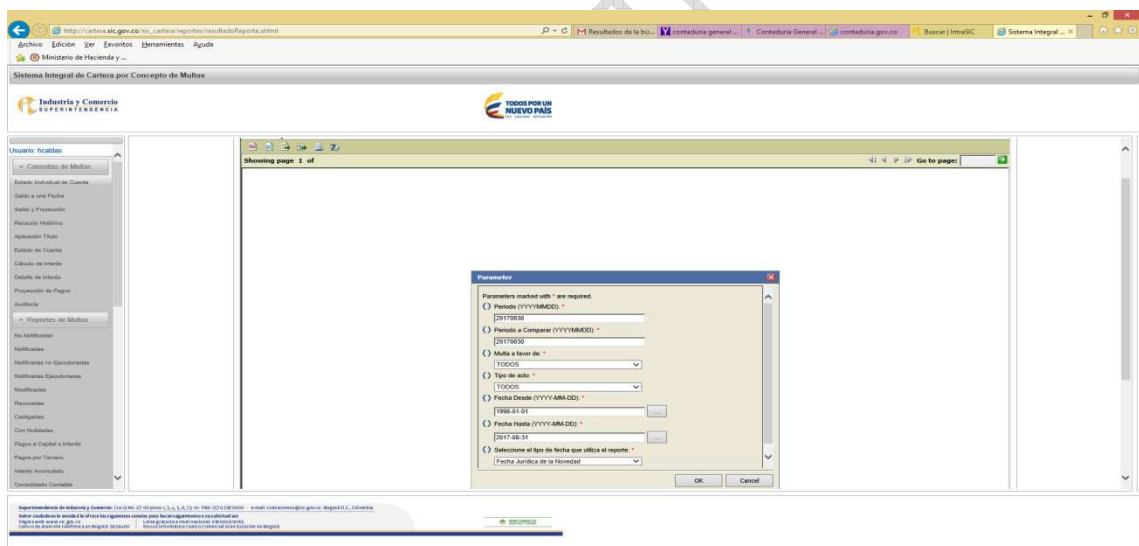 http://cartera.sic.gov.co/sic_cartera/reportes/resultadoReporte.xhtml
Resultados de la bú...
contaduria general ...
Contaduría General ...
contaduria.gov.co
Buscar | IntraSIC
Sistema Integral ...
Archivo Edición Ver Favoritos Herramientas Ayuda
Ministerio de Hacienda y ...
Sistema Integral de Cartera por Concepto de Multas
Industria y Comercio
SUPERINTENDENCIA
TODOS POR UN
NUEVO PAÍS
Usuario: hcaldas
Consultas de Multas
Estado Individual de Cuenta
Saldo a una Fecha
Saldo y Proyección
Recaudo Histórico
Aplicación Título
Estado de Cuenta
Cálculo de Interés
Detalle de Interés
Proyección de Pagos
Auditoría
Reportes de Multas
No Notificadas
Notificadas
Notificadas no Ejecutoriadas
Notificadas Ejecutoriadas
Modificadas
Revocadas
Castigadas
Con Nulidades
Pagos a Capital e Interés
Pagos por Tercero
Interés Acumulado
Consolidado Contable
Showing page 1 of
Go to page:
Parameter
Parameters marked with * are required.
Periodo (YYYYMMDD): *
20170830
Periodo a Comparar (YYYYMMDD): *
20170830
Multa a favor de: *
TODOS
Tipo de acto: *
TODOS
Fecha Desde (YYYY-MM-DD): *
1998-01-01
...
Fecha Hasta (YYYY-MM-DD): *
2017-08-31
...
Seleccione el tipo de fecha que utiliza el reporte: *
Fecha Jurídica de la Novedad
OK Cancel